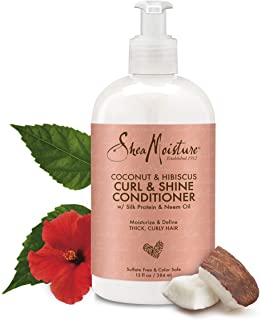 SheaMoisture®
Established 1912
COCONUT & HIBISCUS
CURL & SHINE
CONDITIONER
w/ Silk Protein & Neem Oil
Moisturize & Define
THICK, CURLY HAIR
Sulfate Free & Color Safe
13 fl oz / 384 ml